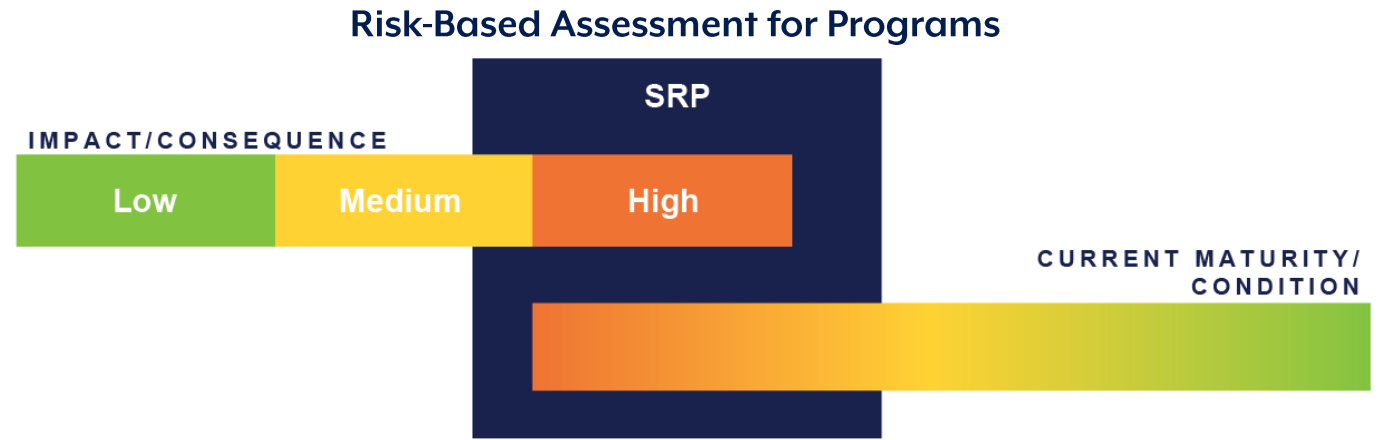 Risk-Based Assessment for Programs
SRP
IMPACT/CONSEQUENCE
Low
Medium
High
CURRENT MATURITY/
CONDITION